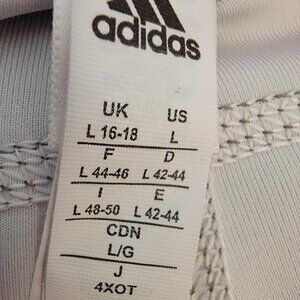 adidas
UK US
L 16-18 L
F D
L 44-46 L 42-44
I E
L 48-50 L 42-44
CDN
L/G
J
4XOT